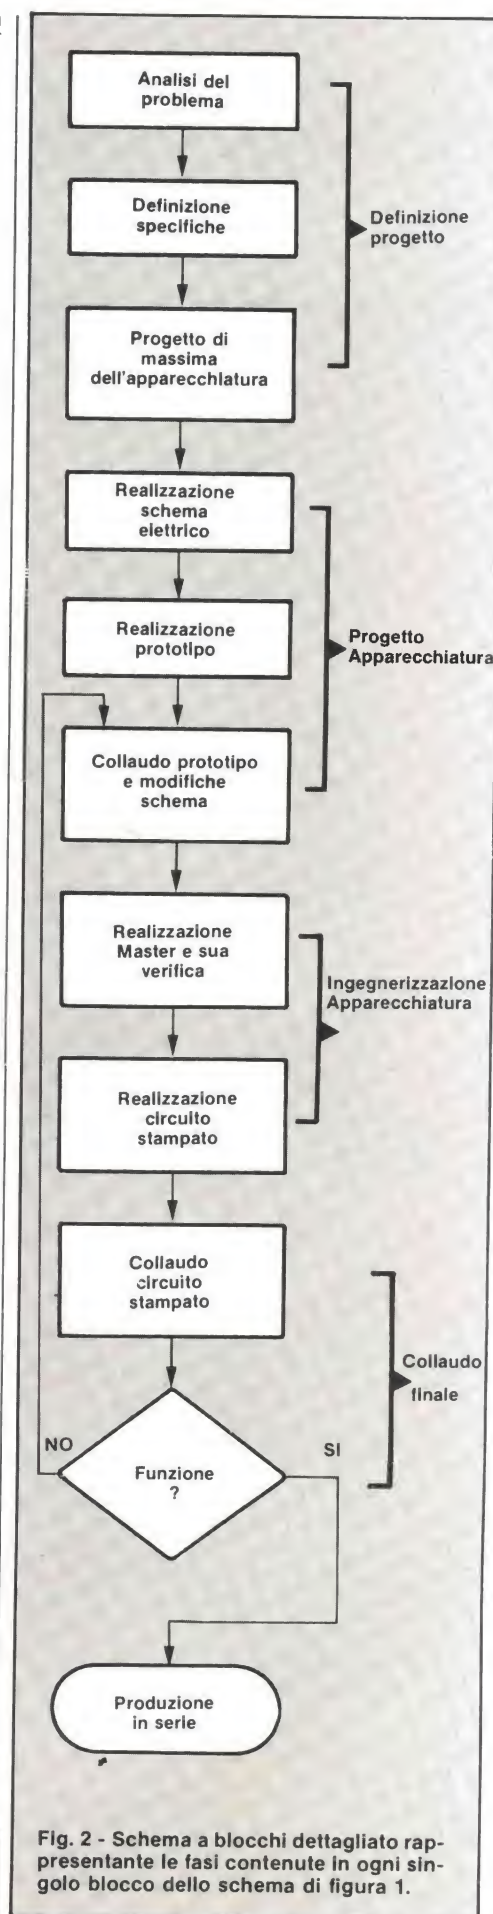 Analisi del
problema
Definizione
specifiche
Definizione
progetto
Progetto di
massima
dell'apparecchiatura
Realizzazione
schema
elettrico
Realizzazione
prototipo
Progetto
Apparecchiatura
Collaudo prototipo
e modifiche
schema
Realizzazione
Master e sua
verifica
Ingegnerizzazione
Apparecchiatura
Realizzazione
circuito
stampato
Collaudo
circuito
stampato
Collaudo
finale
NO
SI
Funzione
?
Produzione
in serie
Fig. 2 - Schema a blocchi dettagliato rap-
presentante le fasi contenute in ogni sin-
golo blocco dello schema di figura 1.